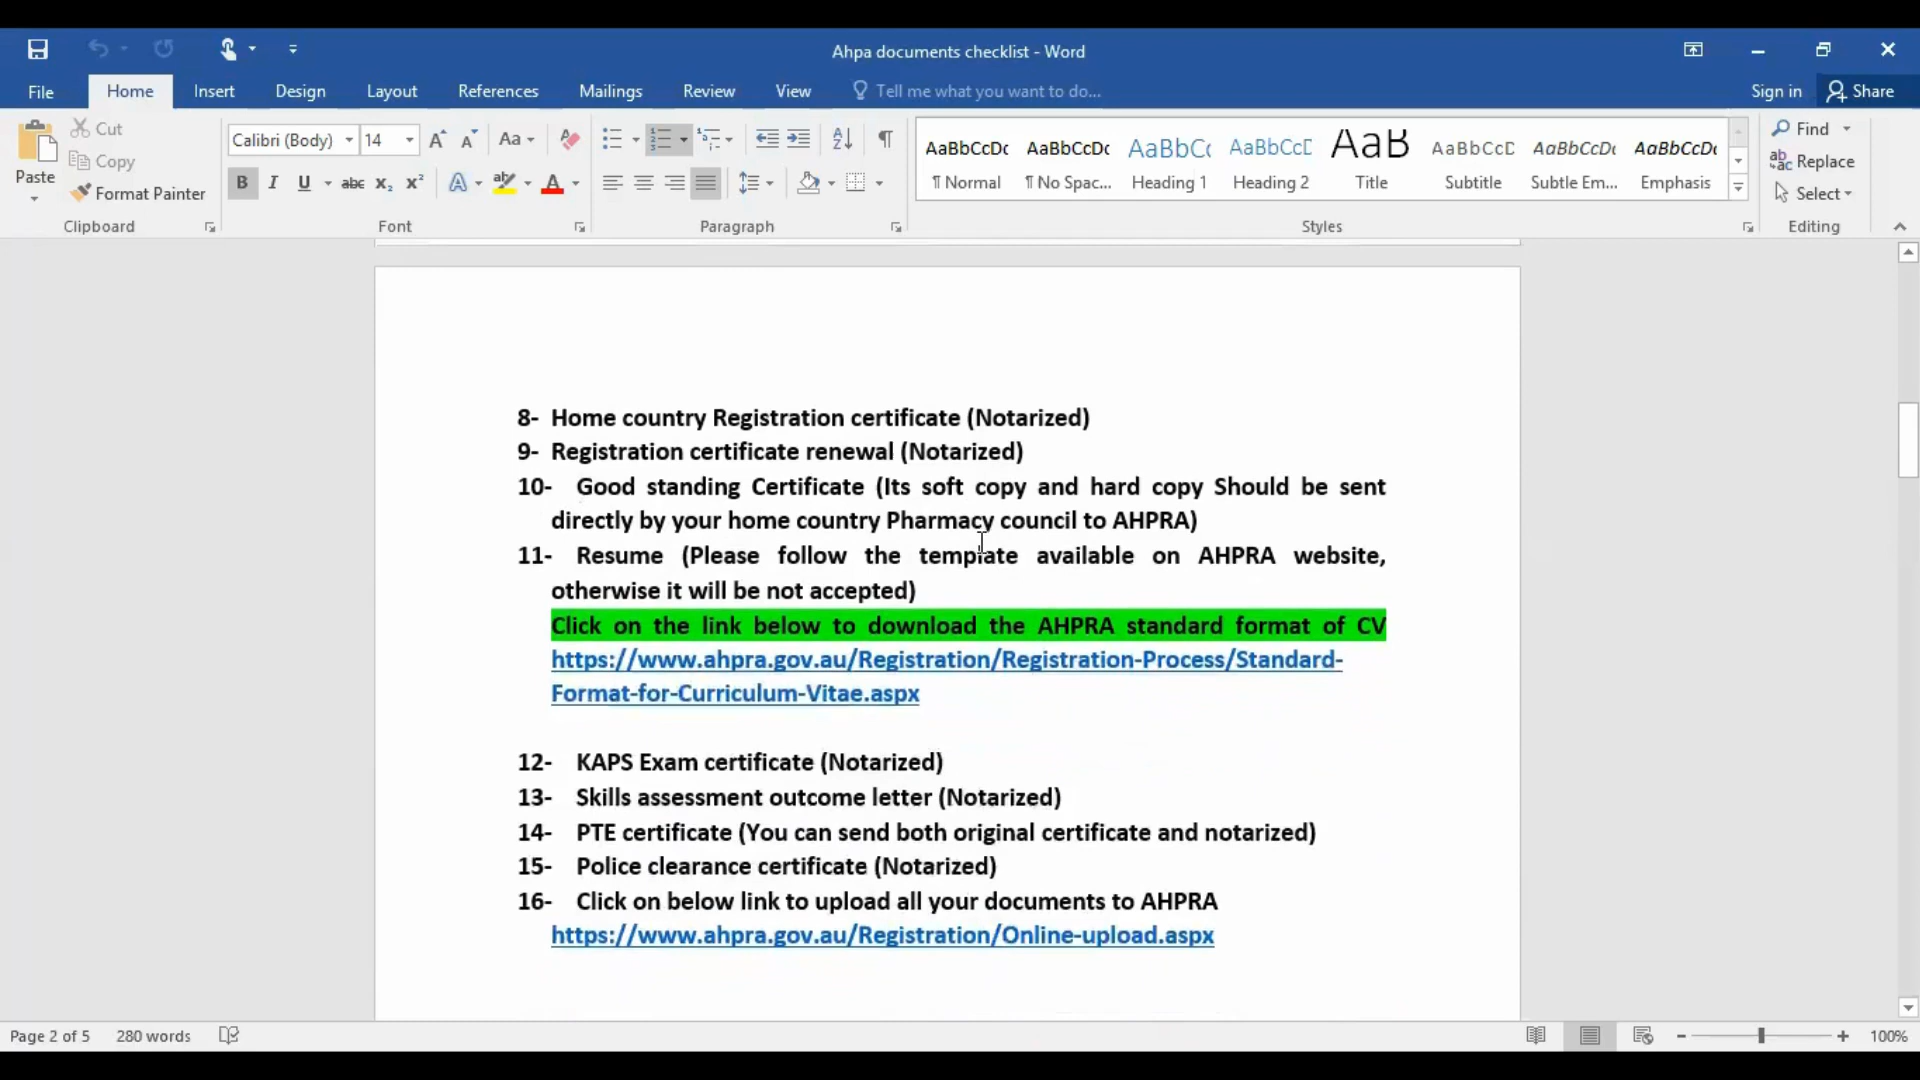 Ahpa documents checklist - Word
File Home Insert Design Layout References Mailings Review View Tell me what you want to do... Sign in Share
Cut
Copy
Paste
Format Painter
Clipboard
Calibri (Body) 14
Font
Paragraph
AaBbCcDc AaBbCcDc AaBbC AaBbCcD AaB AaBbCcD AaBbCcDc AaBbCcDc
¶ Normal ¶ No Spac... Heading 1 Heading 2 Title Subtitle Subtle Em... Emphasis
Styles
Find
Replace
Select
Editing
8- Home country Registration certificate (Notarized)
9- Registration certificate renewal (Notarized)
10- Good standing Certificate (Its soft copy and hard copy Should be sent
directly by your home country Pharmacy council to AHPRA)
11- Resume (Please follow the template available on AHPRA website,
otherwise it will be not accepted)
Click on the link below to download the AHPRA standard format of CV
https://www.ahpra.gov.au/Registration/Registration-Process/Standard-
Format-for-Curriculum-Vitae.aspx
12- KAPS Exam certificate (Notarized)
13- Skills assessment outcome letter (Notarized)
14- PTE certificate (You can send both original certificate and notarized)
15- Police clearance certificate (Notarized)
16- Click on below link to upload all your documents to AHPRA
https://www.ahpra.gov.au/Registration/Online-upload.aspx
Page 2 of 5 280 words 100%